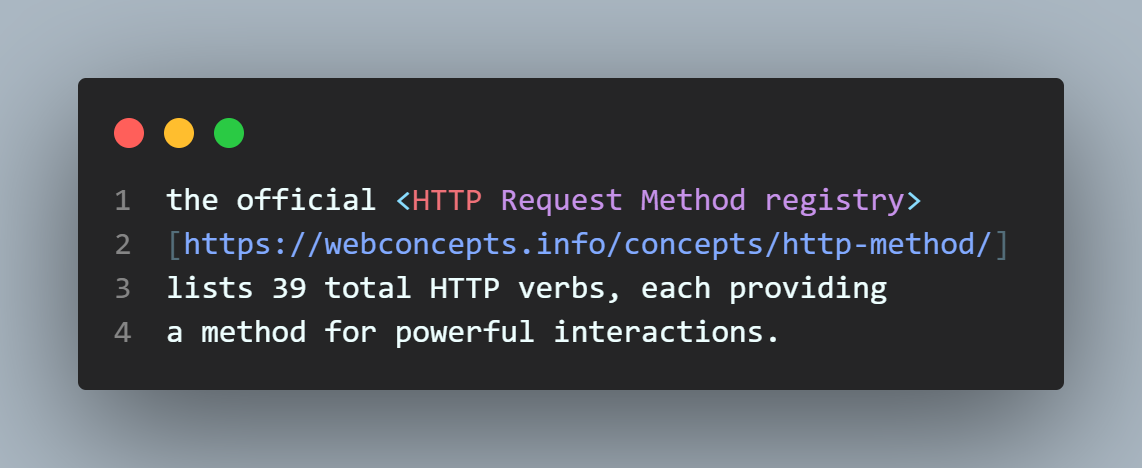 1 the official <HTTP Request Method registry>
2 [https://webconcepts.info/concepts/http-method/]
3 lists 39 total HTTP verbs, each providing
4 a method for powerful interactions.